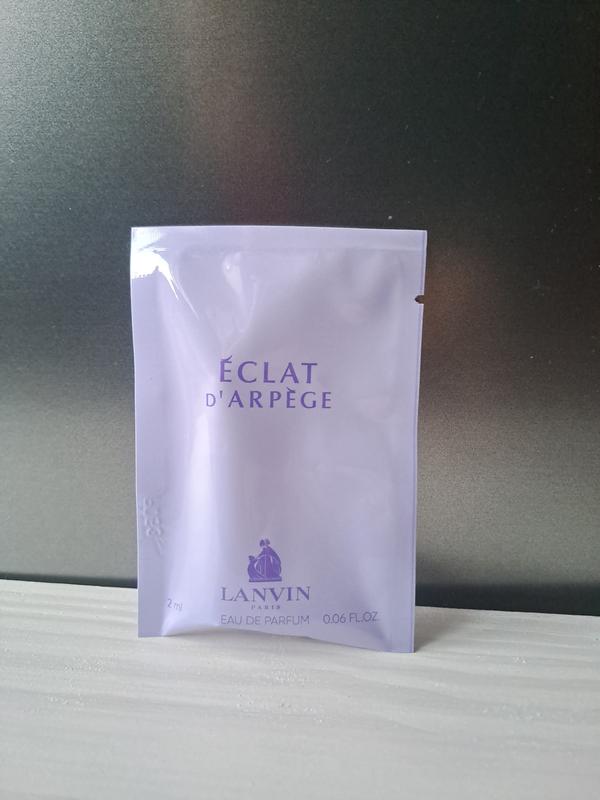 ÉCLAT
D'ARPÈGE
LANVIN
PARIS
2 ml EAU DE PARFUM 0.06 FL.OZ.